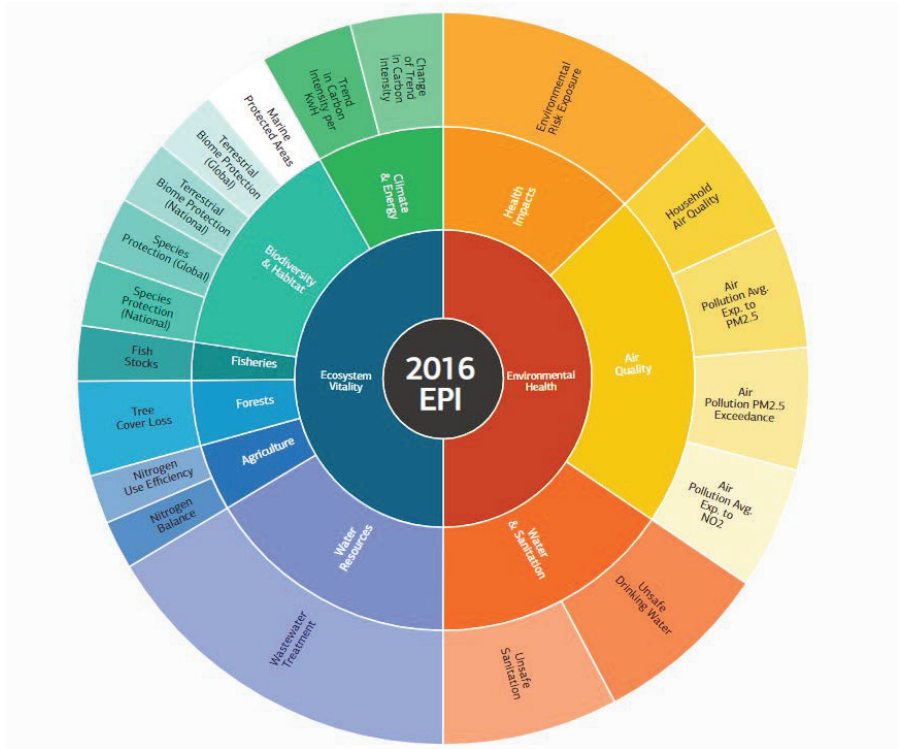 2016
EPI
Environmental
Health
Health
Impacts
Environmental
Risk Exposure
Air
Quality
Household
Air Quality
Air
Pollution Avg.
Exp. to
PM2.5
Air
Pollution PM2.5
Exceedance
Air
Pollution Avg.
Exp. to
NO2
Water
& Sanitation
Unsafe
Drinking Water
Unsafe
Sanitation
Ecosystem
Vitality
Water
Resources
Wastewater
Treatment
Agriculture
Nitrogen
Balance
Nitrogen
Use Efficiency
Forests
Tree
Cover Loss
Fisheries
Fish
Stocks
Biodiversity
& Habitat
Species
Protection
(National)
Species
Protection (Global)
Terrestrial
Biome Protection
(National)
Terrestrial
Biome Protection
(Global)
Marine
Protected Areas
Climate
& Energy
Trend
in Carbon
Intensity per
KwH
Change
of Trend
in Carbon
Intensity